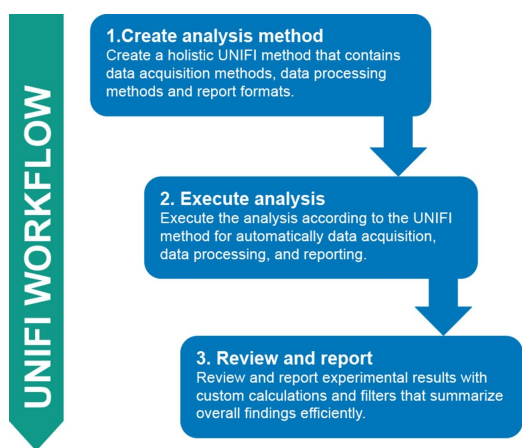 UNIFI WORKFLOW
1.Create analysis method
Create a holistic UNIFI method that contains
data acquisition methods, data processing
methods and report formats.
2. Execute analysis
Execute the analysis according to the UNIFI
method for automatically data acquisition,
data processing, and reporting.
3. Review and report
Review and report experimental results with
custom calculations and filters that summarize
overall findings efficiently.